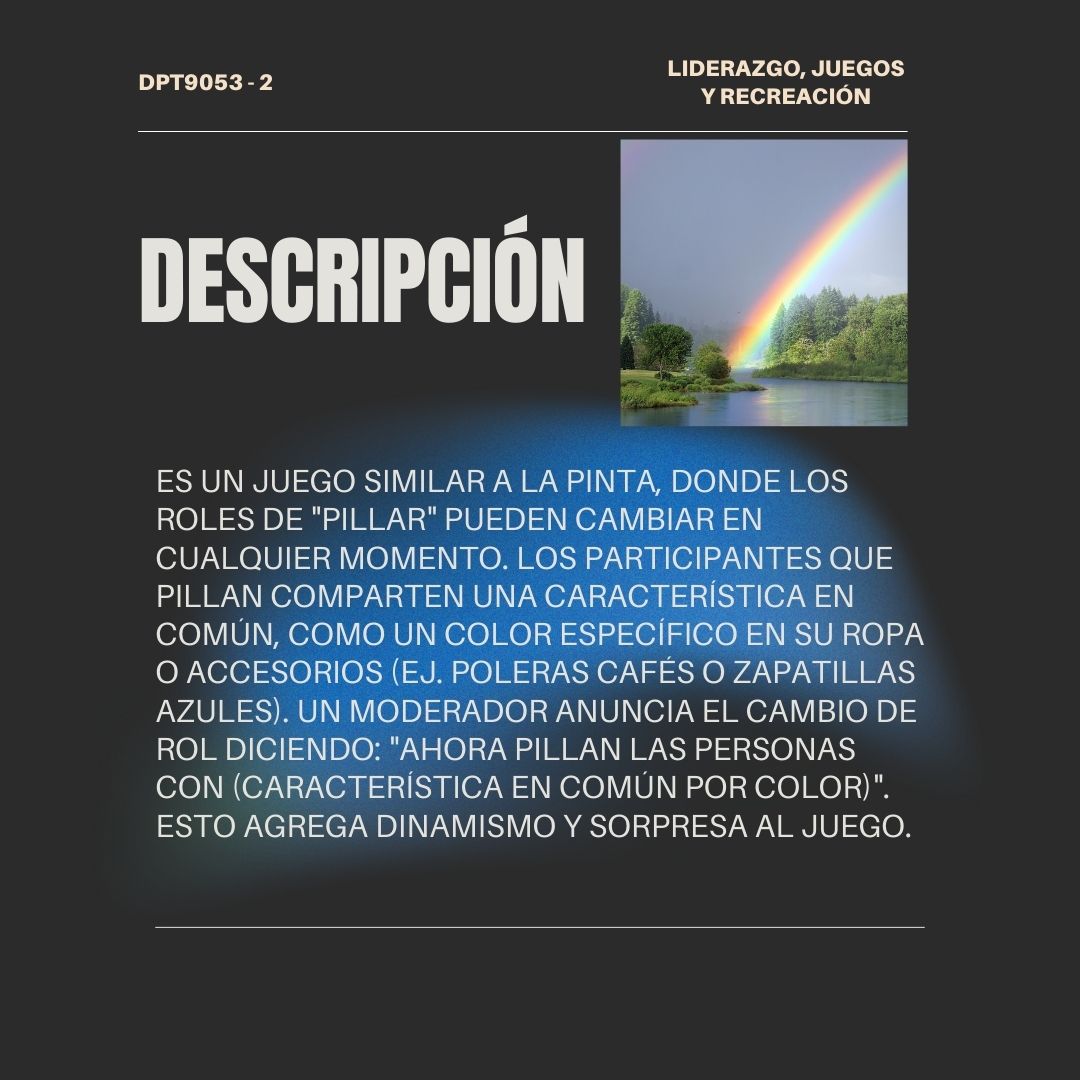 DPT9053 - 2
LIDERAZGO, JUEGOS
Y RECREACIÓN
DESCRIPCIÓN
ES UN JUEGO SIMILAR A LA PINTA, DONDE LOS
ROLES DE "PILLAR" PUEDEN CAMBIAR EN
CUALQUIER MOMENTO. LOS PARTICIPANTES QUE
PILLAN COMPARTEN UNA CARACTERÍSTICA EN
COMÚN, COMO UN COLOR ESPECÍFICO EN SU ROPA
O ACCESORIOS (EJ. POLERAS CAFÉS O ZAPATILLAS
AZULES). UN MODERADOR ANUNCIA EL CAMBIO DE
ROL DICIENDO: "AHORA PILLAN LAS PERSONAS
CON (CARACTERÍSTICA EN COMÚN POR COLOR)".
ESTO AGREGA DINAMISMO Y SORPRESA AL JUEGO.